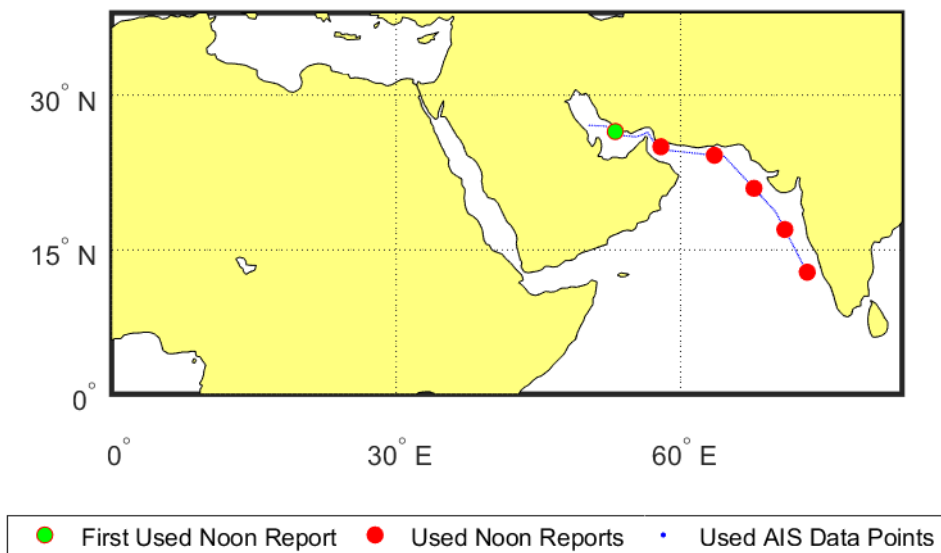 30° N
15° N
0°
0° 30° E 60° E
First Used Noon Report Used Noon Reports Used AIS Data Points